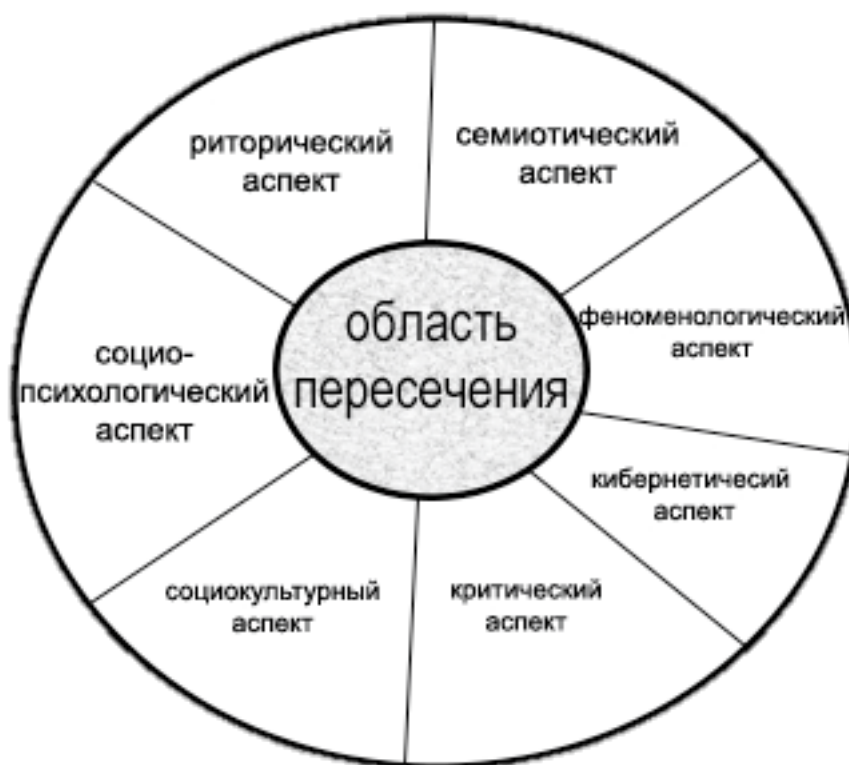 риторический
аспект
семиотический
аспект
феноменологический
аспект
кибернетичесий
аспект
критический
аспект
социокультурный
аспект
социо-
психологический
аспект
область
пересечения